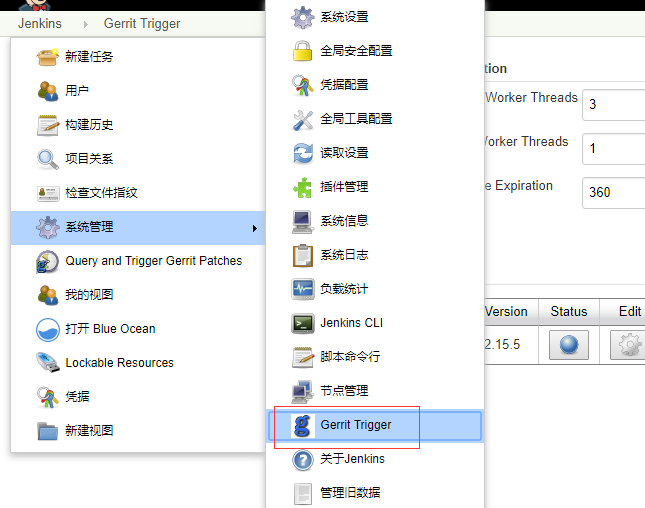 Jenkins
Gerrit Trigger
新建任务
用户
构建历史
项目关系
检查文件指纹
系统管理
Query and Trigger Gerrit Patches
我的视图
打开 Blue Ocean
Lockable Resources
凭据
新建视图
系统设置
全局安全配置
凭据配置
全局工具配置
读取设置
插件管理
系统信息
系统日志
负载统计
Jenkins CLI
脚本命令行
节点管理
Gerrit Trigger
关于Jenkins
管理旧数据
tion
Worker Threads 3
Worker Threads 1
e Expiration 360
Version Status Edit
2.15.5